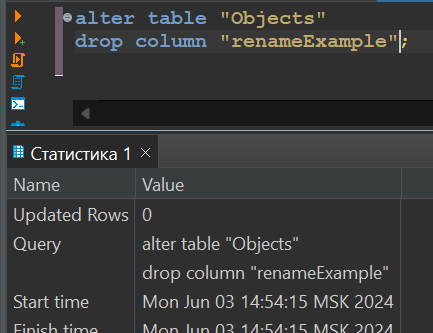 alter table "Objects"
drop column "renameExample";
Статистика 1
Name Value
Updated Rows 0
Query alter table "Objects"
drop column "renameExample"
Start time Mon Jun 03 14:54:15 MSK 2024
Finish time Mon Jun 03 14:54:15 MSK 2024